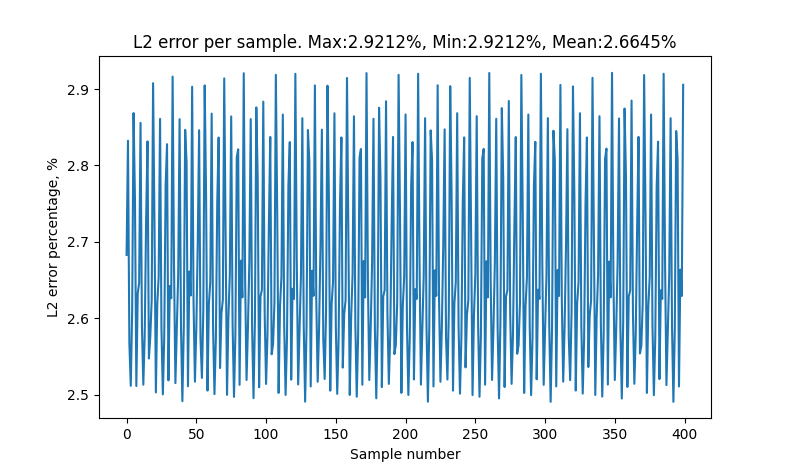 L2 error per sample. Max:2.9212%, Min:2.9212%, Mean:2.6645%
2.9
2.8
2.7
2.6
2.5
L2 error percentage, %
0 50 100 150 200 250 300 350 400
Sample number